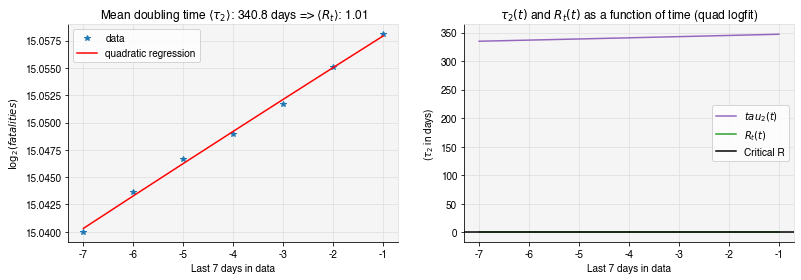 Mean doubling time ⟨τ₂⟩: 340.8 days => ⟨Rₜ⟩: 1.01
log₂(fatalities)
15.0575
15.0550
15.0525
15.0500
15.0475
15.0450
15.0425
15.0400
data
quadratic regression
-7 -6 -5 -4 -3 -2 -1
Last 7 days in data
τ₂(t) and Rₜ(t) as a function of time (quad logfit)
(τ₂ in days)
350
300
250
200
150
100
50
0
tau₂(t)
Rₜ(t)
Critical R
-7 -6 -5 -4 -3 -2 -1
Last 7 days in data